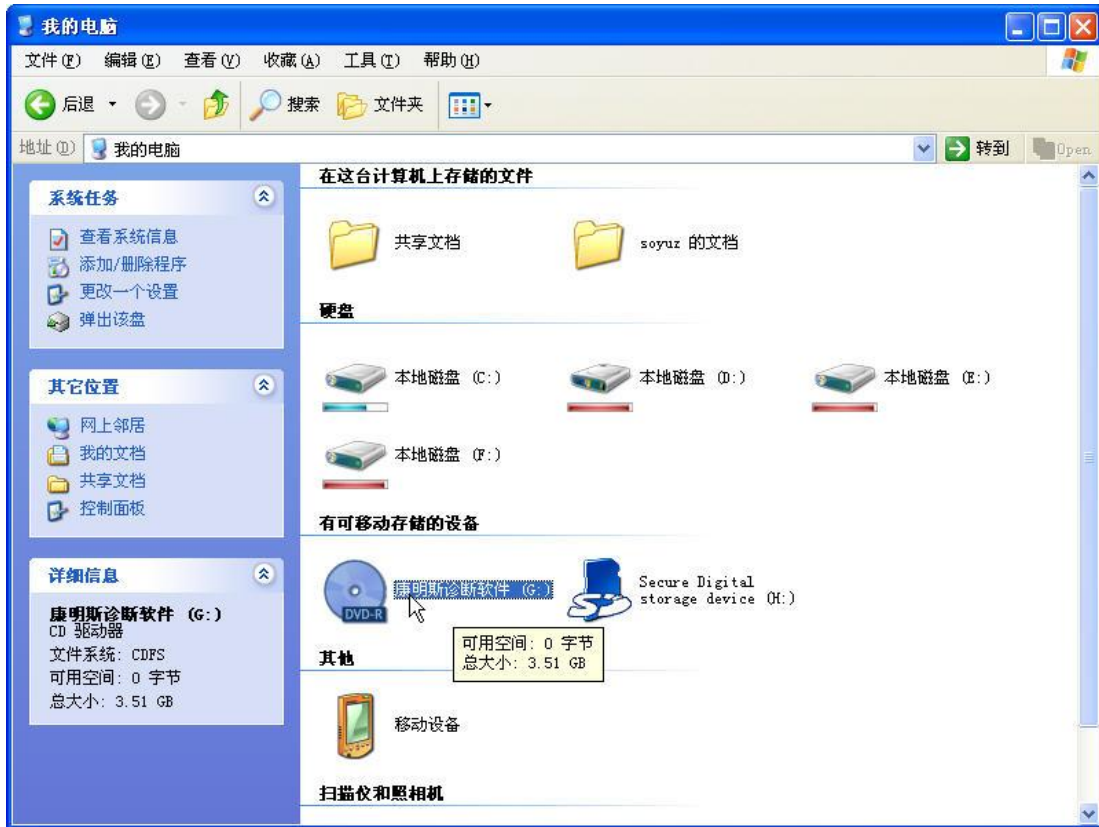 我的电脑
文件(F) 编辑(E) 查看(V) 收藏(A) 工具(T) 帮助(H)
后退 搜索 文件夹
地址(D) 我的电脑 转到 Open
系统任务
查看系统信息
添加/删除程序
更改一个设置
弹出该盘
其它位置
网上邻居
我的文档
共享文档
控制面板
详细信息
康明斯诊断软件 (G:)
CD 驱动器
文件系统: CDFS
可用空间: 0 字节
总大小: 3.51 GB
在这台计算机上存储的文件
共享文档
soyuz 的文档
硬盘
本地磁盘 (C:)
本地磁盘 (D:)
本地磁盘 (E:)
本地磁盘 (F:)
有可移动存储的设备
DVD-R
康明斯诊断软件 (G:)
Secure Digital
storage device (H:)
可用空间: 0 字节
总大小: 3.51 GB
其他
移动设备
扫描仪和照相机